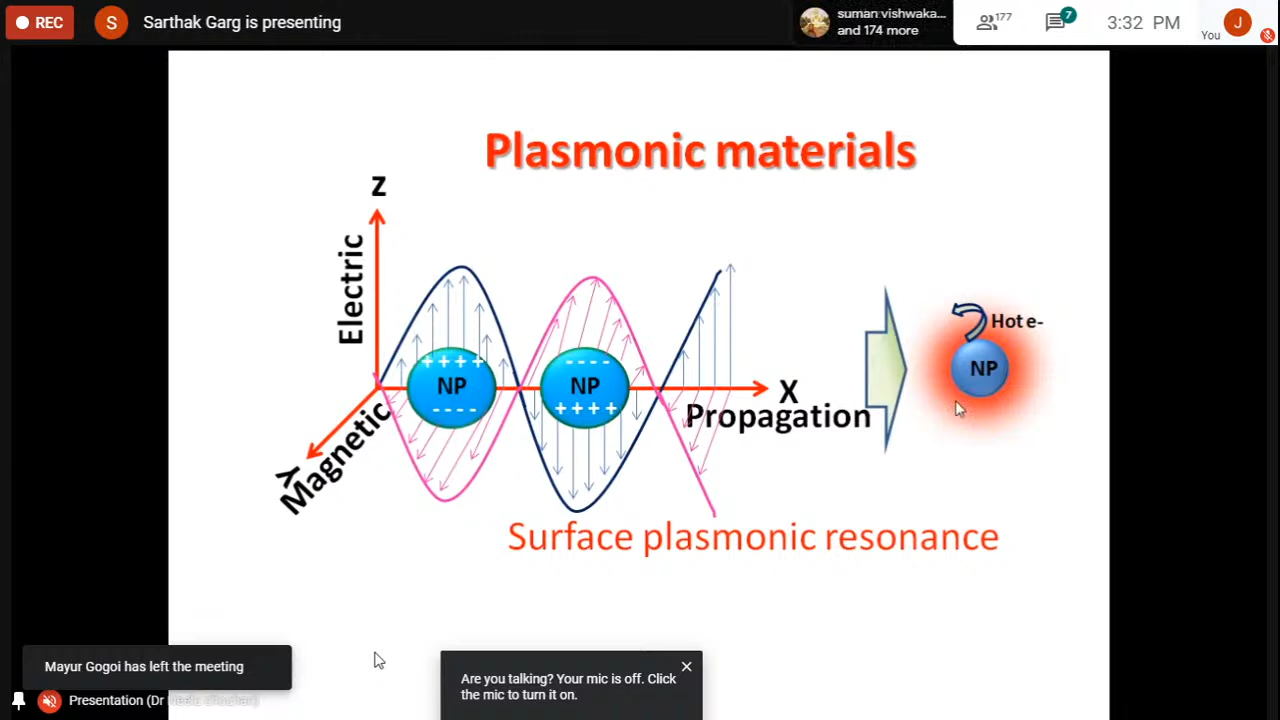 REC
S
Sarthak Garg is presenting
suman vishwaka...
and 174 more
177
7
3:32 PM
You
J
Plasmonic materials
Z
Electric
++++
NP
----
----
NP
++++
X
Propagation
Y
Magnetic
Hot e-
NP
Surface plasmonic resonance
Mayur Gogoi has left the meeting
Are you talking? Your mic is off. Click
the mic to turn it on.
S
Presentation (Dr